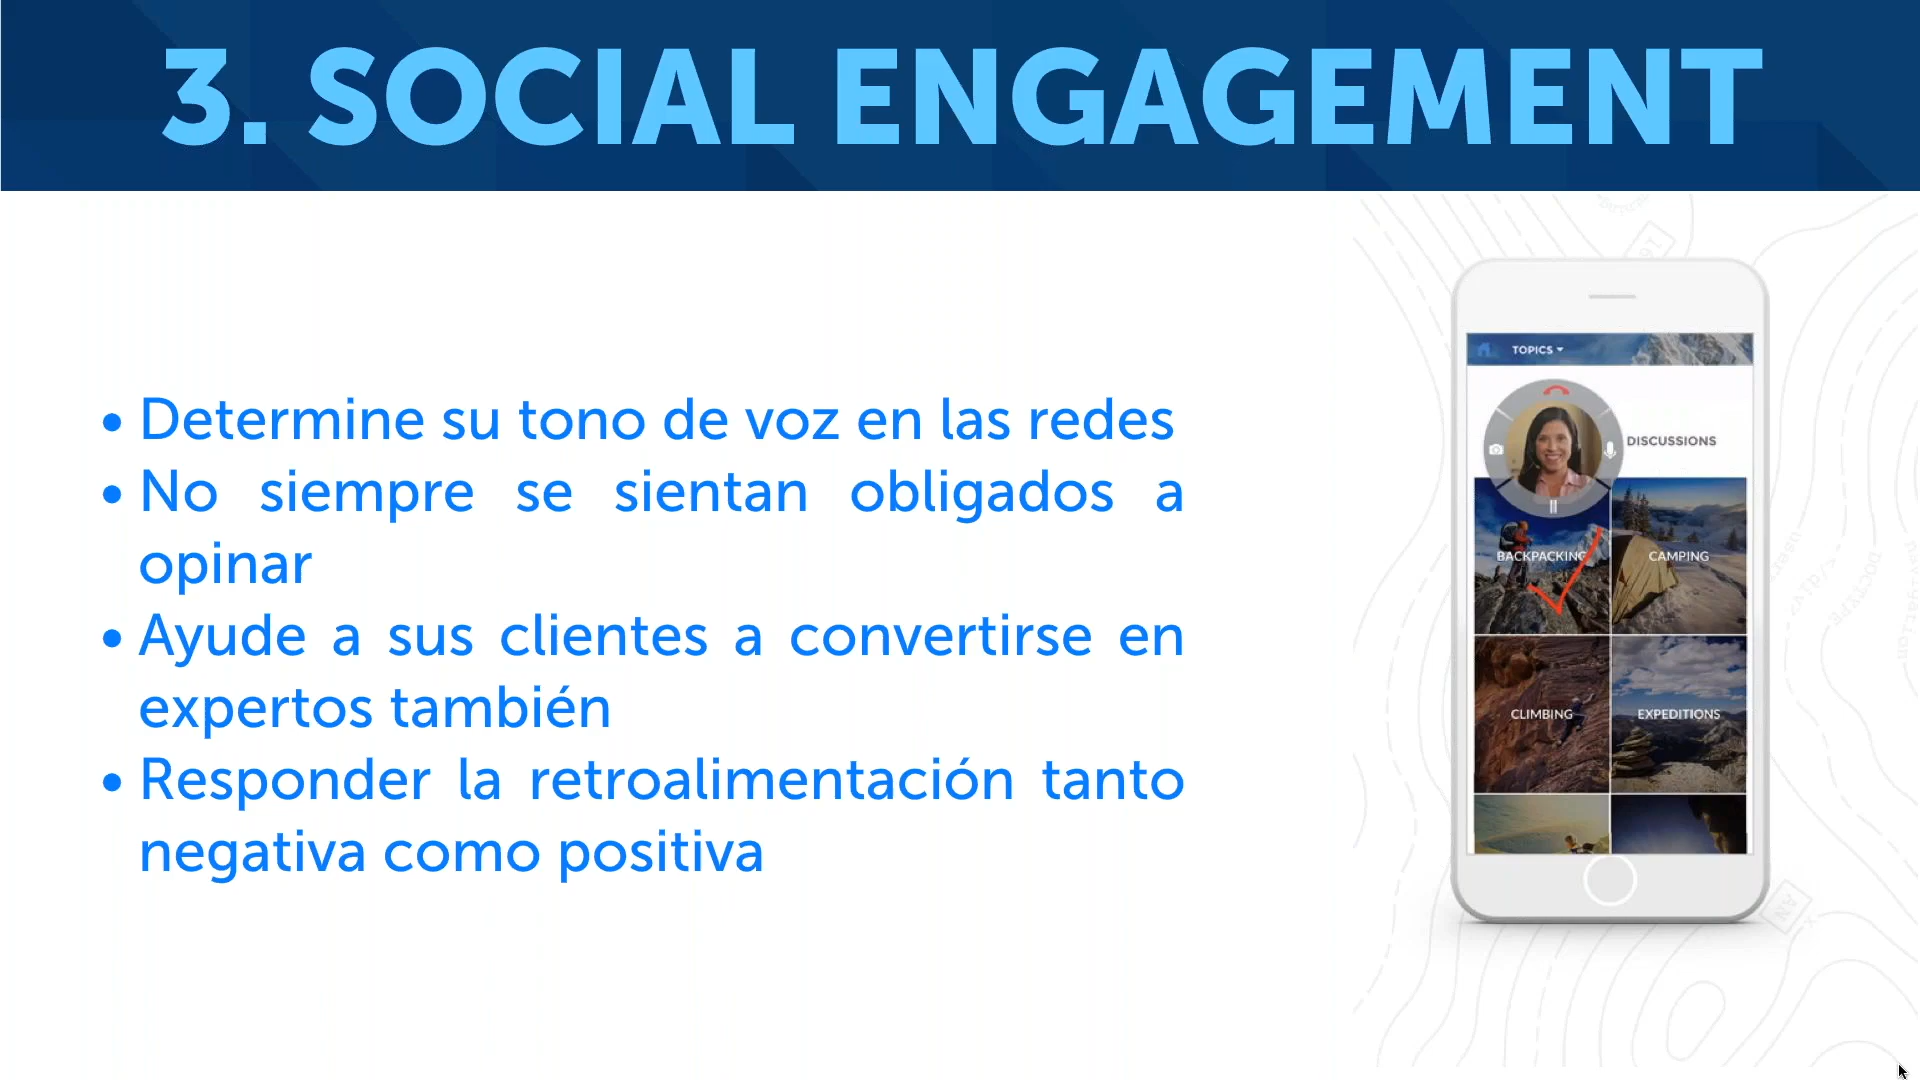 3. SOCIAL ENGAGEMENT
• Determine su tono de voz en las redes
• No siempre se sientan obligados a
opinar
• Ayude a sus clientes a convertirse en
expertos también
• Responder la retroalimentación tanto
negativa como positiva
TOPICS
DISCUSSIONS
BACKPACKING
CAMPING
CLIMBING
EXPEDITIONS